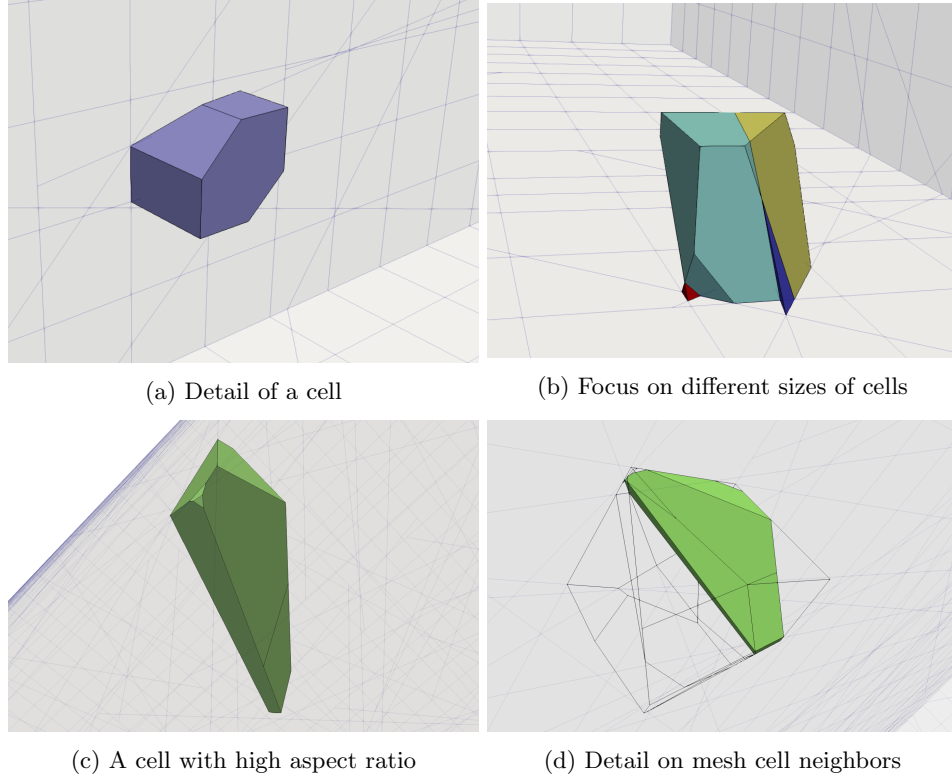 (a) Detail of a cell
(b) Focus on different sizes of cells
(c) A cell with high aspect ratio
(d) Detail on mesh cell neighbors